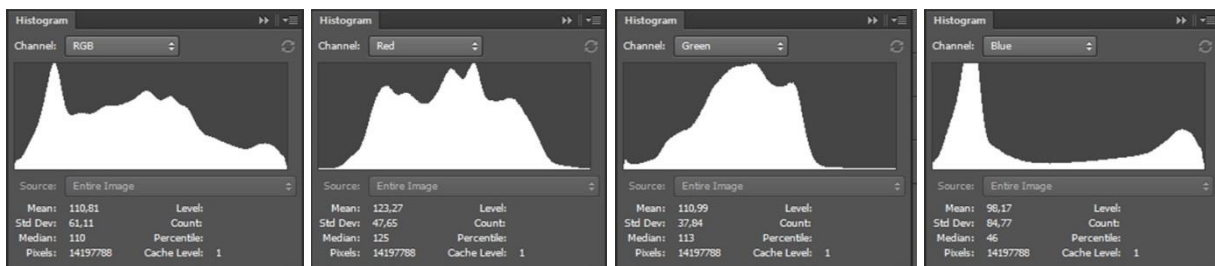 Histogram
Channel: RGB
Source: Entire Image
Mean: 110,81 Level:
Std Dev: 61,11 Count:
Median: 110 Percentile:
Pixels: 14197788 Cache Level: 1
Histogram
Channel: Red
Source: Entire Image
Mean: 123,27 Level:
Std Dev: 47,65 Count:
Median: 125 Percentile:
Pixels: 14197788 Cache Level: 1
Histogram
Channel: Green
Source: Entire Image
Mean: 110,99 Level:
Std Dev: 37,84 Count:
Median: 113 Percentile:
Pixels: 14197788 Cache Level: 1
Histogram
Channel: Blue
Source: Entire Image
Mean: 98,17 Level:
Std Dev: 84,77 Count:
Median: 46 Percentile:
Pixels: 14197788 Cache Level: 1